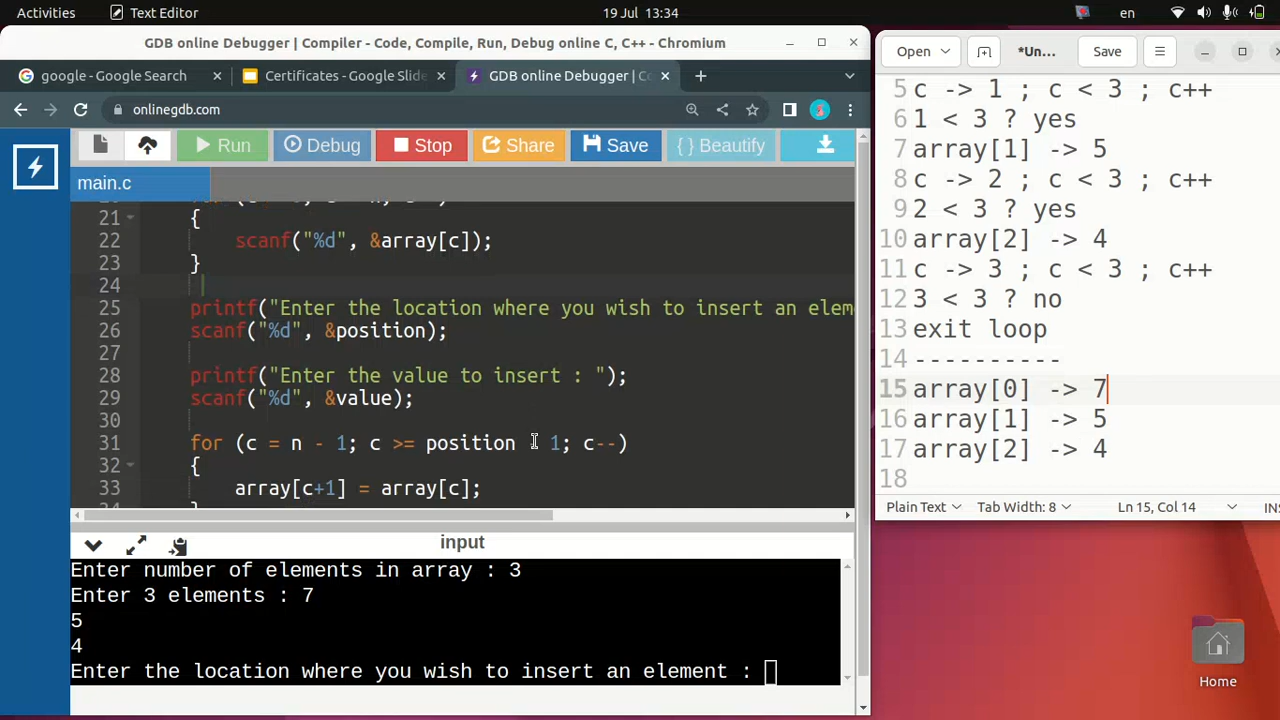 Activities
Text Editor
19 Jul 13:34
en
GDB online Debugger | Compiler - Code, Compile, Run, Debug online C, C++ - Chromium
google - Google Search
Certificates - Google Slide
GDB online Debugger | Co
onlinegdb.com
Run
Debug
Stop
Share
Save
{ } Beautify
main.c
21 {
22 scanf("%d", &array[c]);
23 }
24
25 printf("Enter the location where you wish to insert an elem
26 scanf("%d", &position);
27
28 printf("Enter the value to insert : ");
29 scanf("%d", &value);
30
31 for (c = n - 1; c >= position 1; c--)
32 {
33 array[c+1] = array[c];
input
Enter number of elements in array : 3
Enter 3 elements : 7
5
4
Enter the location where you wish to insert an element :
Open
*Un...
Save
5 c -> 1 ; c < 3 ; c++
6 1 < 3 ? yes
7 array[1] -> 5
8 c -> 2 ; c < 3 ; c++
9 2 < 3 ? yes
10 array[2] -> 4
11 c -> 3 ; c < 3 ; c++
12 3 < 3 ? no
13 exit loop
14 ----------
15 array[0] -> 7
16 array[1] -> 5
17 array[2] -> 4
18
Plain Text
Tab Width: 8
Ln 15, Col 14
INS
Home